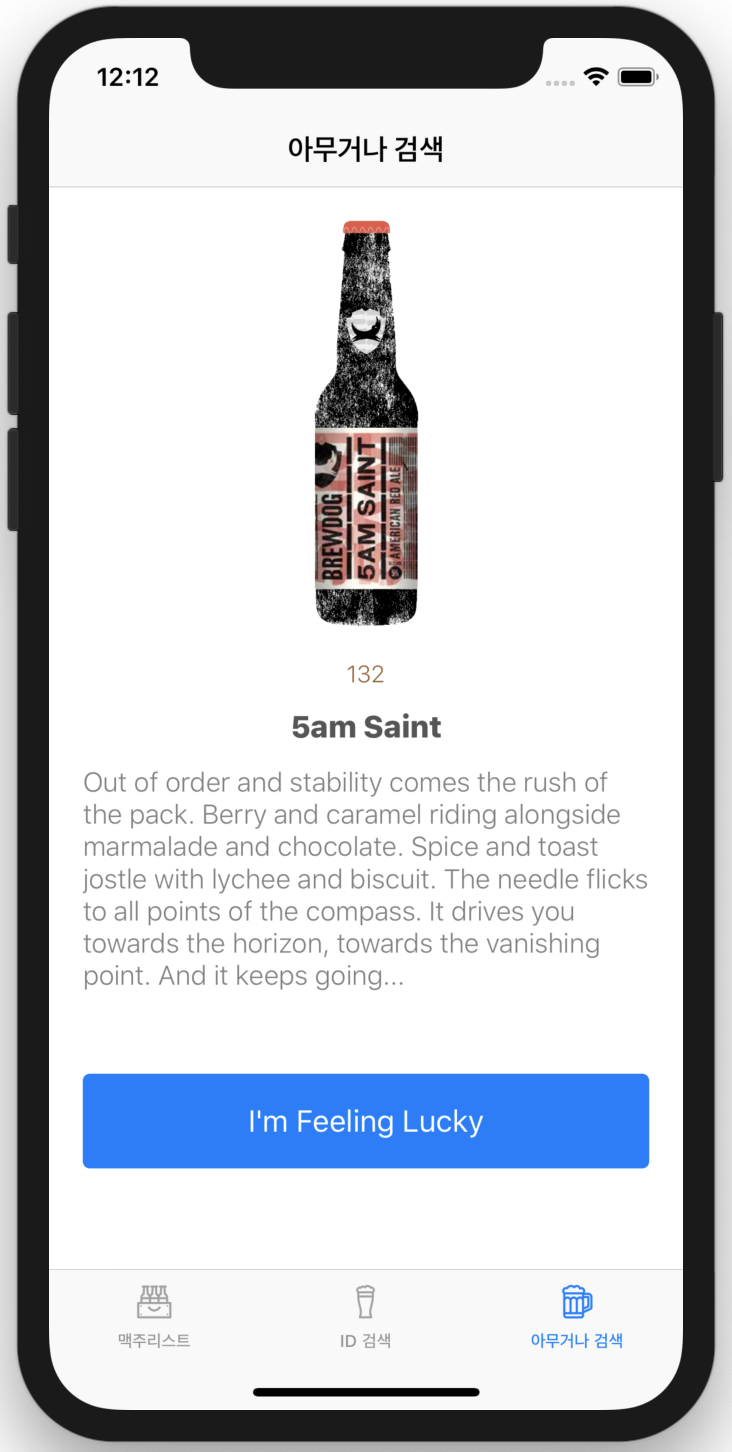 12:12
아무거나 검색
BREWDOG
5AM SAINT
AMERICAN RED ALE
132
5am Saint
Out of order and stability comes the rush of
the pack. Berry and caramel riding alongside
marmalade and chocolate. Spice and toast
jostle with lychee and biscuit. The needle flicks
to all points of the compass. It drives you
towards the horizon, towards the vanishing
point. And it keeps going...
I'm Feeling Lucky
맥주리스트
ID 검색
아무거나 검색